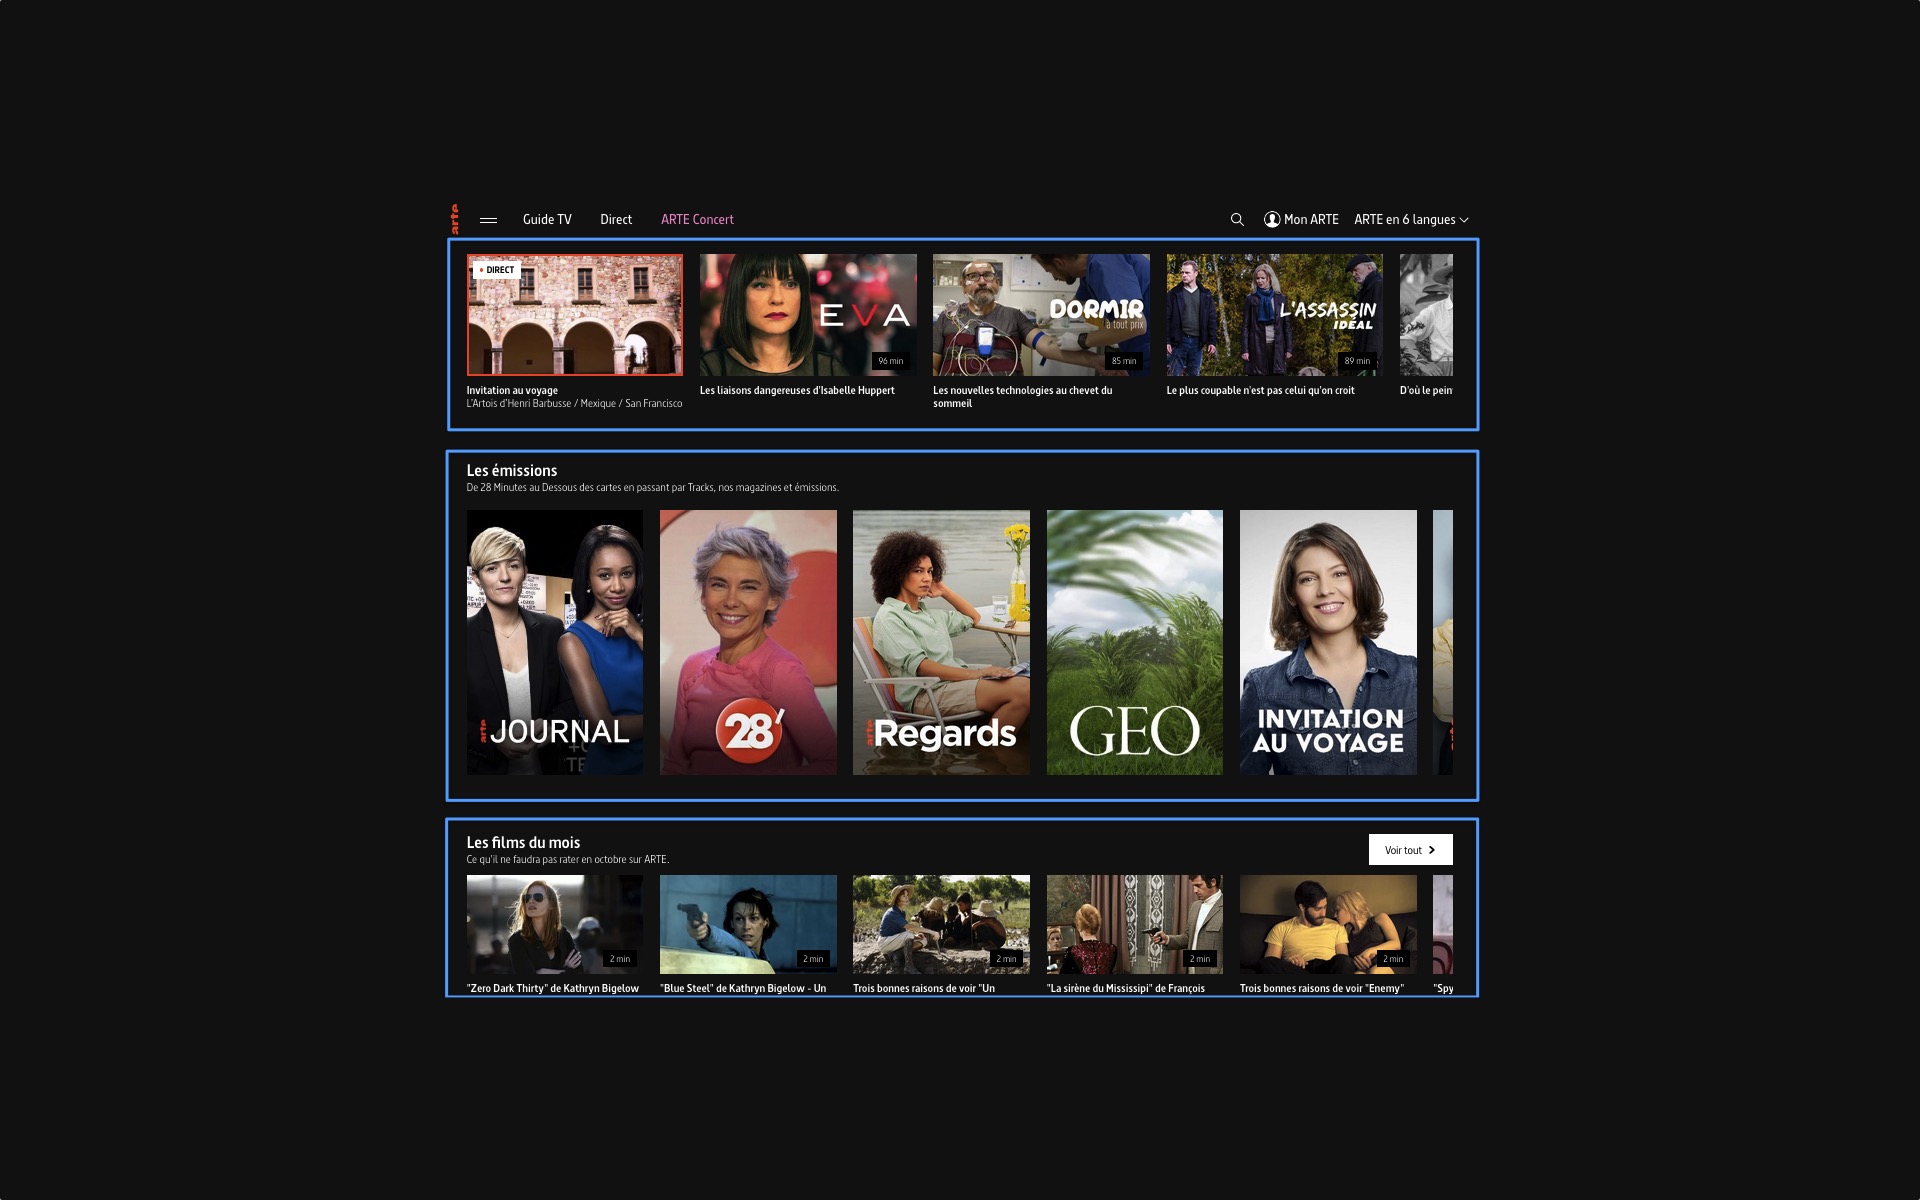 arte
Guide TV
Direct
ARTE Concert
Mon ARTE
ARTE en 6 langues
DIRECT
EVA
96 min
DORMIR
à tout prix
85 min
L'ASSASSIN
IDÉAL
89 min
Invitation au voyage
L'Artois d'Henri Barbusse / Mexique / San Francisco
Les liaisons dangereuses d'Isabelle Huppert
Les nouvelles technologies au chevet du
sommeil
Le plus coupable n'est pas celui qu'on croit
D'où le pein
Les émissions
De 28 Minutes au Dessous des cartes en passant par Tracks, nos magazines et émissions.
arte JOURNAL
28'
arte Regards
GEO
INVITATION
AU VOYAGE
Les films du mois
Ce qu'il ne faudra pas rater en octobre sur ARTE.
Voir tout
2 min
2 min
2 min
2 min
2 min
"Zero Dark Thirty" de Kathryn Bigelow
"Blue Steel" de Kathryn Bigelow - Un
Trois bonnes raisons de voir "Un
"La sirène du Mississipi" de François
Trois bonnes raisons de voir "Enemy"
"Spy